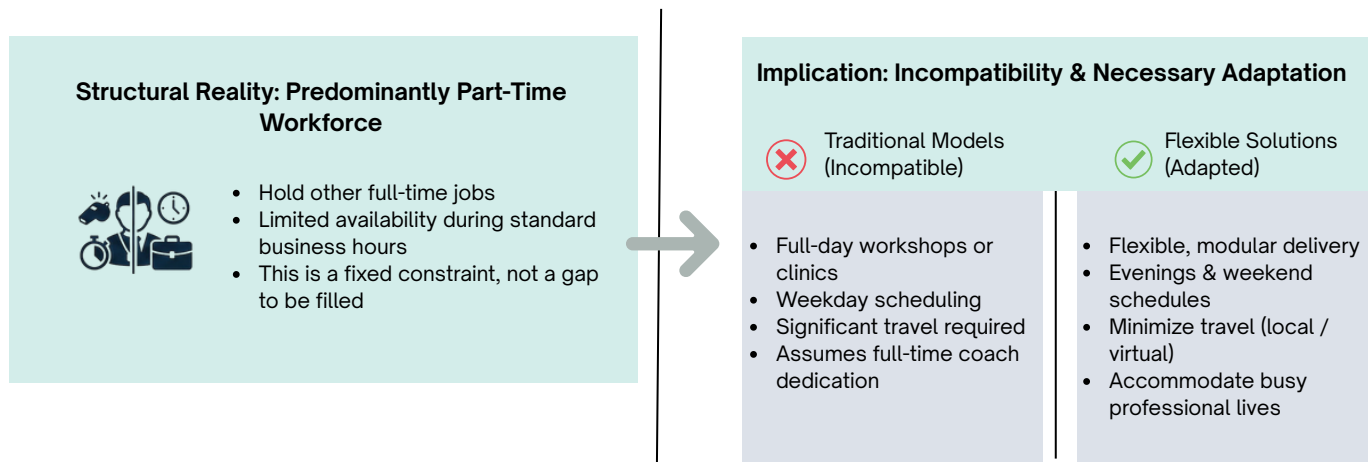 Structural Reality: Predominantly Part-Time
Workforce
• Hold other full-time jobs
• Limited availability during standard
business hours
• This is a fixed constraint, not a gap
to be filled
Implication: Incompatibility & Necessary Adaptation
Traditional Models
(Incompatible)
• Full-day workshops or
clinics
• Weekday scheduling
• Significant travel required
• Assumes full-time coach
dedication
Flexible Solutions
(Adapted)
• Flexible, modular delivery
• Evenings & weekend
schedules
• Minimize travel (local /
virtual)
• Accommodate busy
professional lives